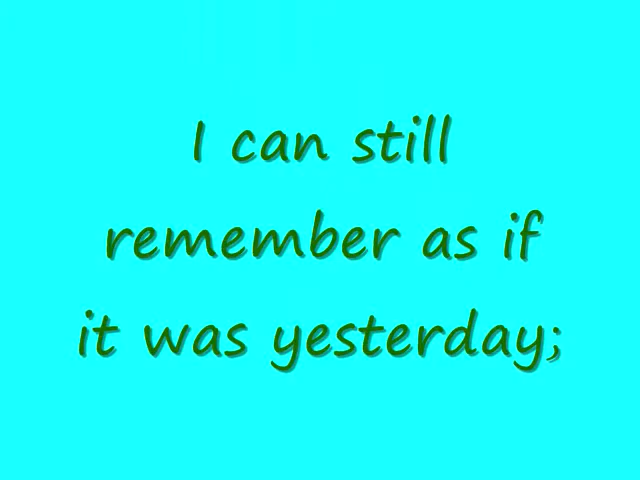 I can still
remember as if
it was yesterday;